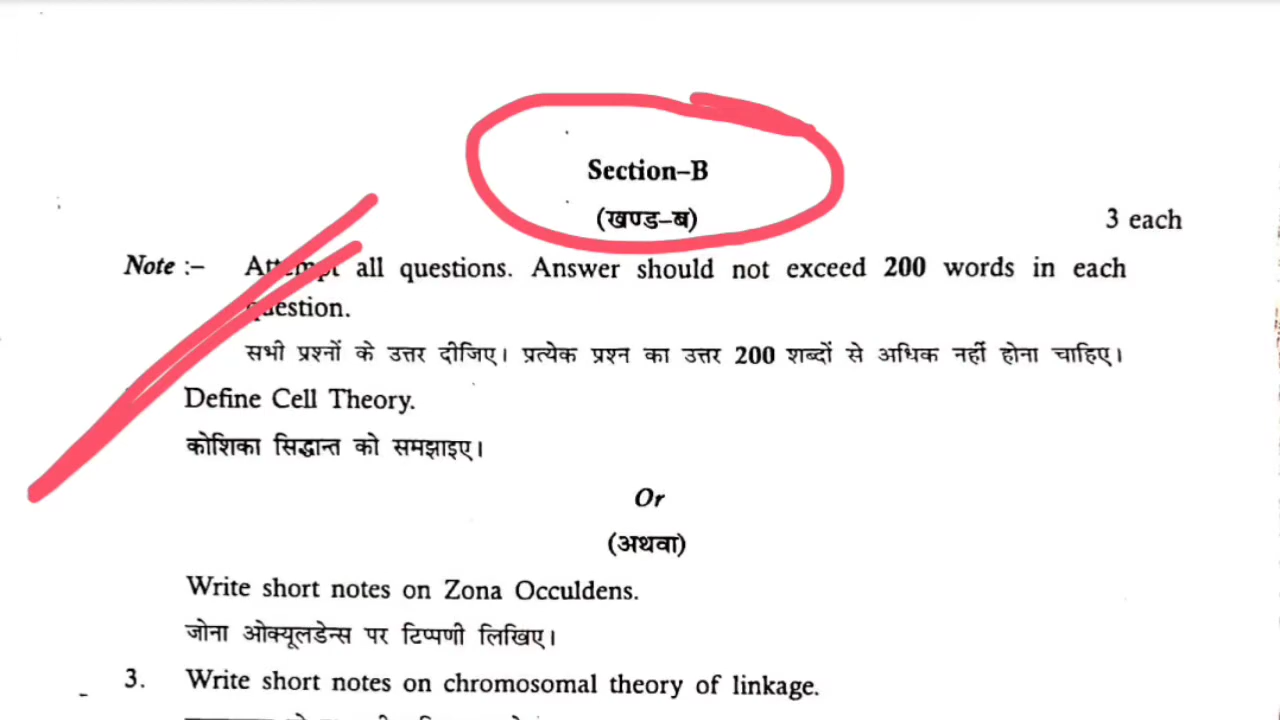 Section–B
(खण्ड–ब)
3 each
Note :– Attempt all questions. Answer should not exceed 200 words in each
question.
सभी प्रश्नों के उत्तर दीजिए। प्रत्येक प्रश्न का उत्तर 200 शब्दों से अधिक नहीं होना चाहिए।
Define Cell Theory.
कोशिका सिद्धान्त को समझाइए।
Or
(अथवा)
Write short notes on Zona Occuldens.
जोना ओक्यूलडेन्स पर टिप्पणी लिखिए।
3. Write short notes on chromosomal theory of linkage.